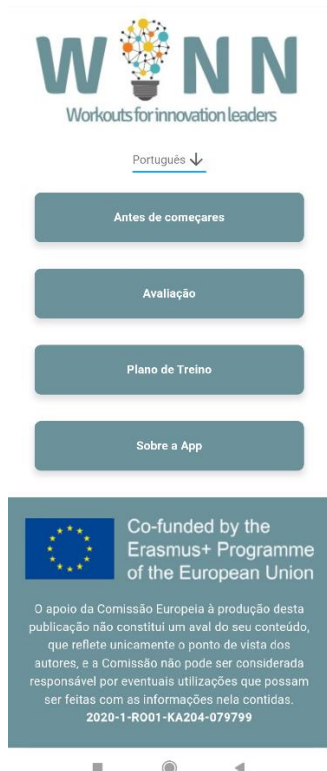 WINN
Workouts for innovation leaders
Português
Antes de começares
Avaliação
Plano de Treino
Sobre a App
Co-funded by the
Erasmus+ Programme
of the European Union
O apoio da Comissão Europeia à produção desta
publicação não constitui um aval do seu conteúdo,
que reflete unicamente o ponto de vista dos
autores, e a Comissão não pode ser considerada
responsável por eventuais utilizações que possam
ser feitas com as informações nela contidas.
2020-1-RO01-KA204-079799